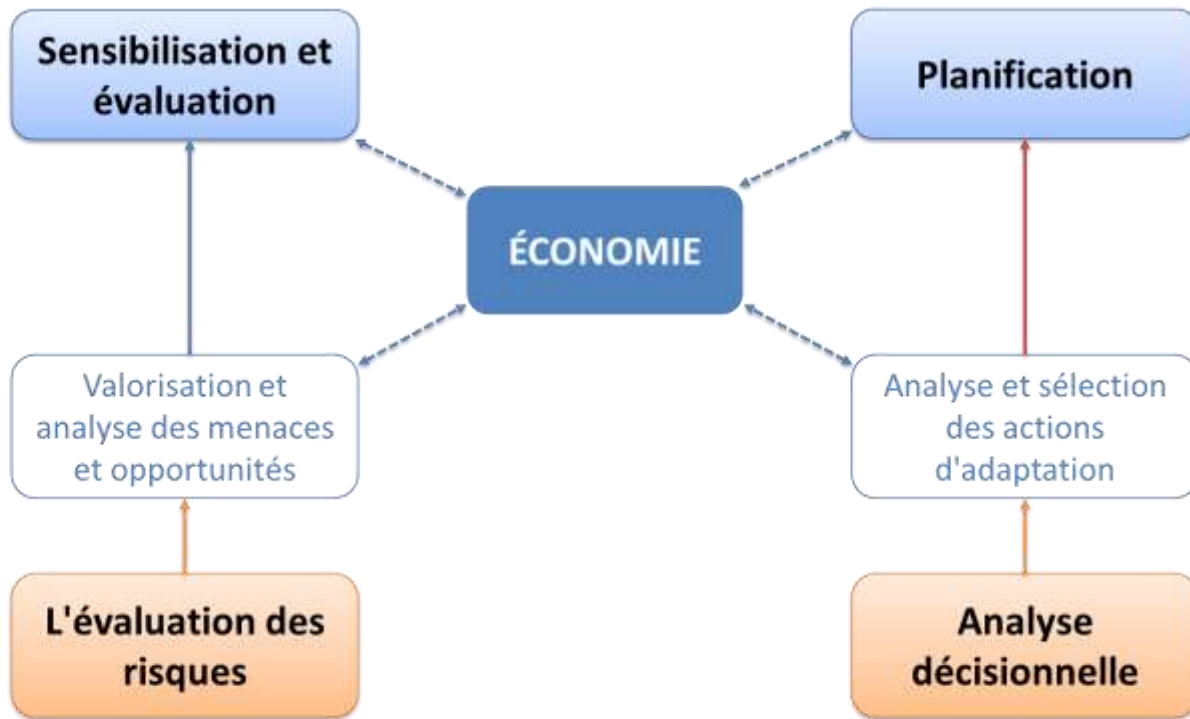 Sensibilisation et
évaluation
Planification
ÉCONOMIE
Valorisation et
analyse des menaces
et opportunités
Analyse et sélection
des actions
d'adaptation
L'évaluation des
risques
Analyse
décisionnelle